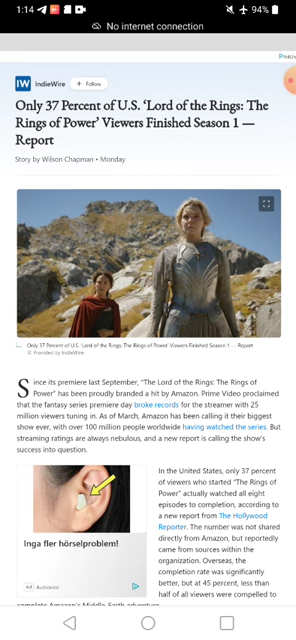 1:14
94%
No internet connection
IW IndieWire + Follow
Only 37 Percent of U.S. ‘Lord of the Rings: The
Rings of Power’ Viewers Finished Season 1 —
Report
Story by Wilson Chapman • Monday
Only 37 Percent of U.S. 'Lord of the Rings: The Rings of Power' Viewers Finished Season 1 — Report
© Provided by IndieWire
Since its premiere last September, “The Lord of the Rings: The Rings of
Power” has been proudly branded a hit by Amazon. Prime Video proclaimed
that the fantasy series premiere day broke records for the streamer with 25
million viewers tuning in. As of March, Amazon has been calling it their biggest
show ever, with over 100 million people worldwide having watched the series. But
streaming ratings are always nebulous, and a new report is calling the show's
success into question.
Inga fler hörselproblem!
Ad Audiovico
In the United States, only 37 percent
of viewers who started “The Rings of
Power” actually watched all eight
episodes to completion, according to
a new report from The Hollywood
Reporter. The number was not shared
directly from Amazon, but reportedly
came from sources within the
organization. Overseas, the
completion rate was significantly
better, but at 45 percent, less than
half of all viewers were compelled to
complete Amazon's Middle-Earth adventure